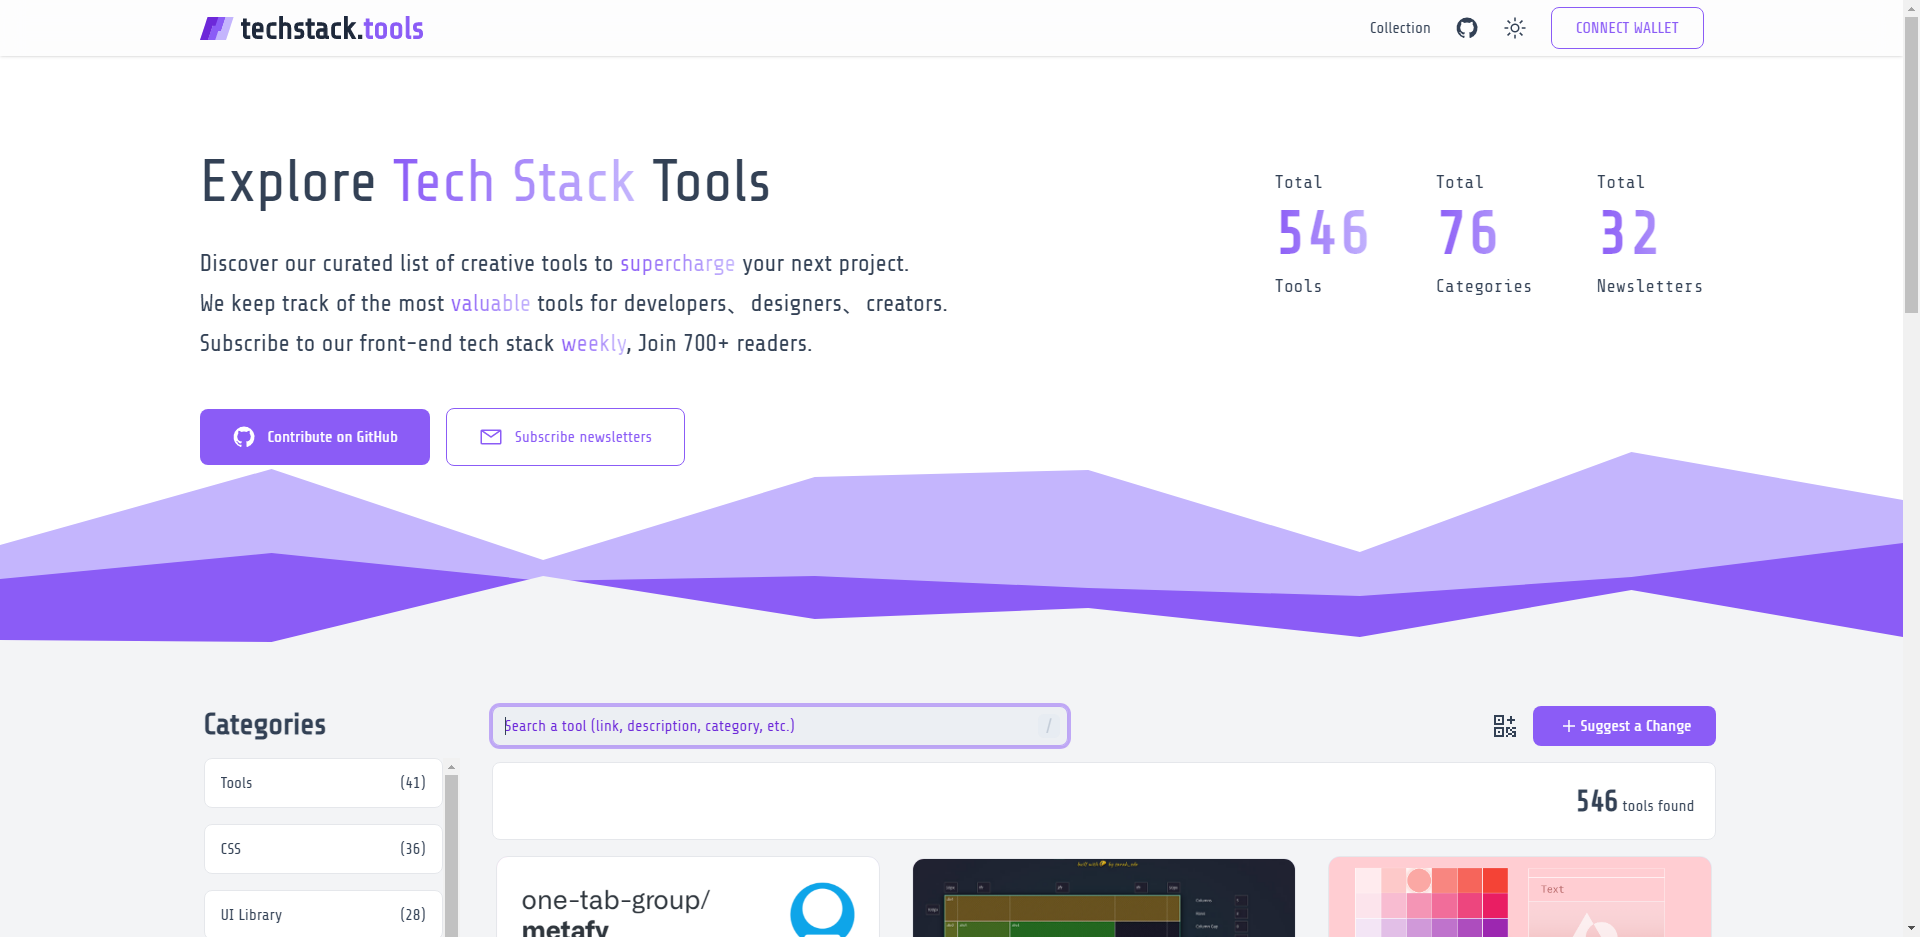 techstack.tools
Collection
CONNECT WALLET
Explore Tech Stack Tools
Discover our curated list of creative tools to supercharge your next project.
We keep track of the most valuable tools for developers、designers、creators.
Subscribe to our front-end tech stack weekly, Join 700+ readers.
Total
546
Tools
Total
76
Categories
Total
32
Newsletters
Contribute on GitHub
Subscribe newsletters
Categories
Search a tool (link, description, category, etc.)
/
+ Suggest a Change
Tools (41)
CSS (36)
UI Library (28)
546 tools found
one-tab-group/
metafy
Text